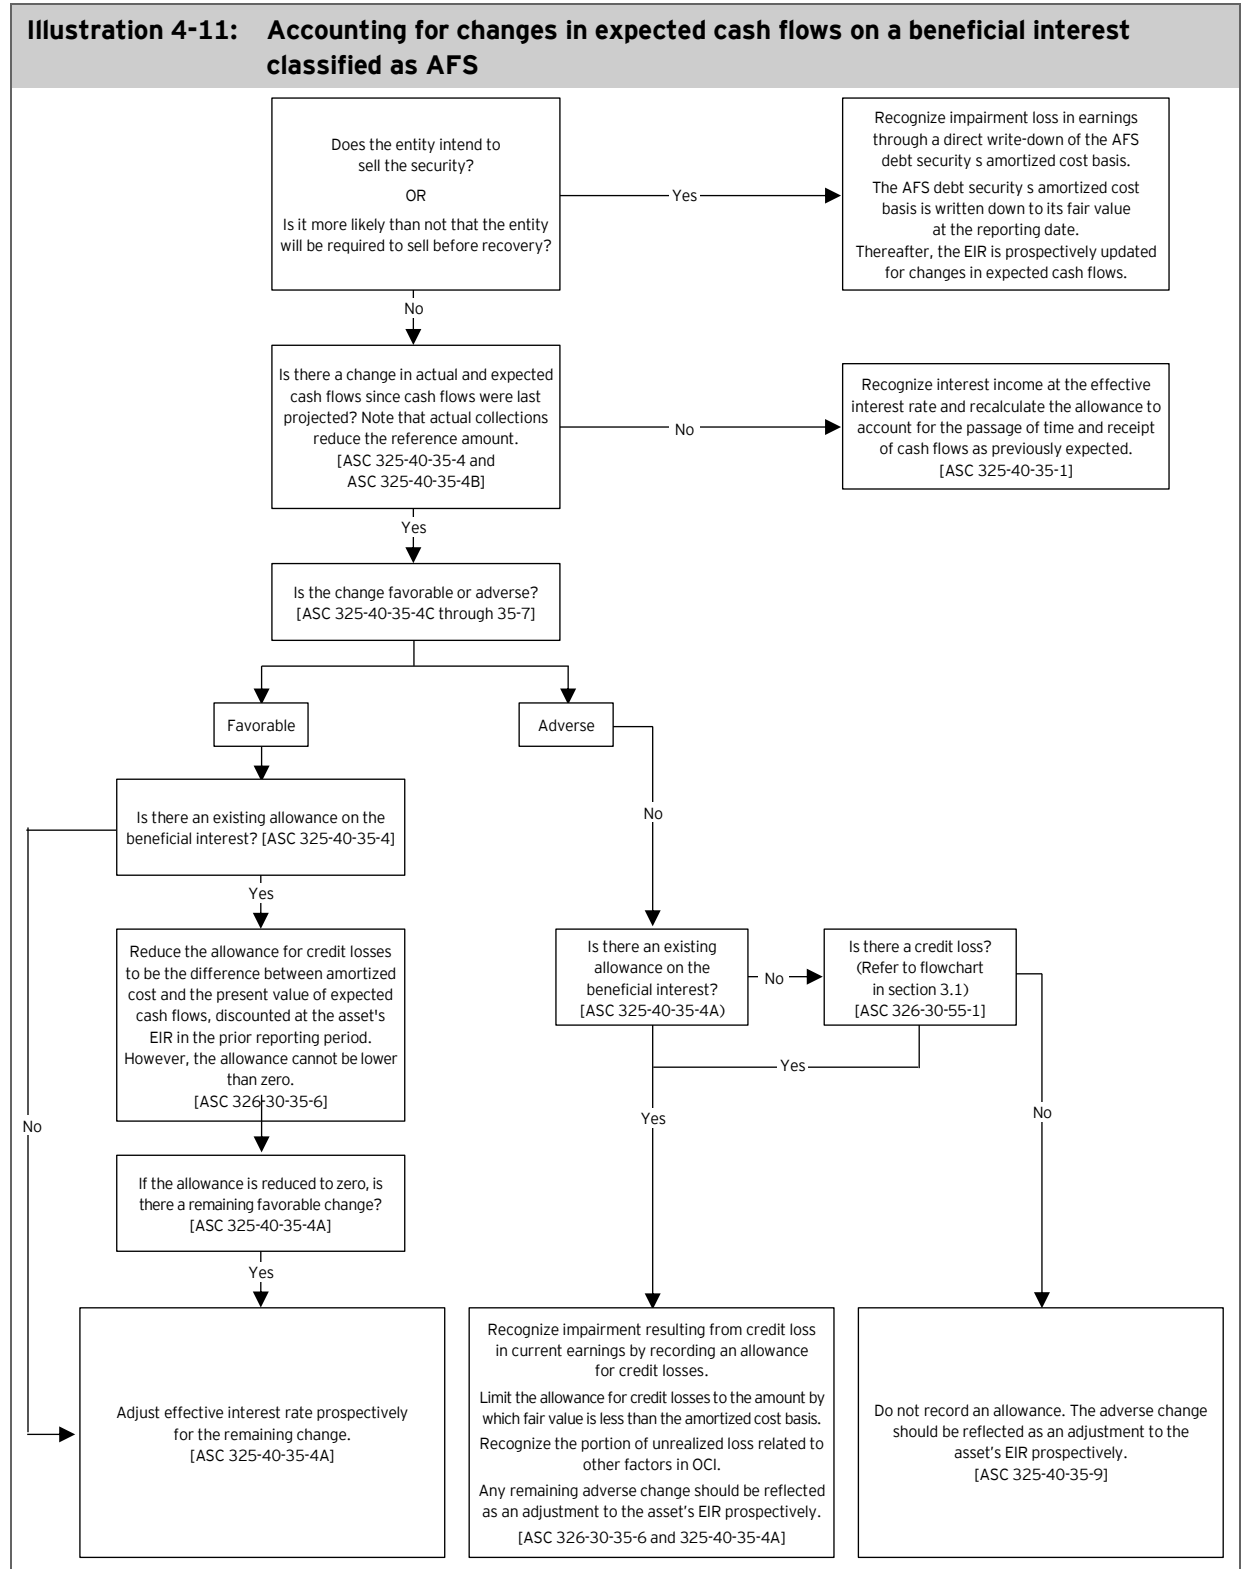 Illustration 4-11: Accounting for changes in expected cash flows on a beneficial interest
classified as AFS
Does the entity intend to
sell the security?
OR
Is it more likely than not that the entity
will be required to sell before recovery?
Yes
Recognize impairment loss in earnings
through a direct write-down of the AFS
debt security s amortized cost basis.
The AFS debt security s amortized cost
basis is written down to its fair value
at the reporting date.
Thereafter, the EIR is prospectively updated
for changes in expected cash flows.
No
Is there a change in actual and expected
cash flows since cash flows were last
projected? Note that actual collections
reduce the reference amount.
[ASC 325-40-35-4 and
ASC 325-40-35-4B]
No
Recognize interest income at the effective
interest rate and recalculate the allowance to
account for the passage of time and receipt
of cash flows as previously expected.
[ASC 325-40-35-1]
Yes
Is the change favorable or adverse?
[ASC 325-40-35-4C through 35-7]
Favorable
Adverse
Is there an existing allowance on the
beneficial interest? [ASC 325-40-35-4]
No
Yes
Reduce the allowance for credit losses
to be the difference between amortized
cost and the present value of expected
cash flows, discounted at the asset's
EIR in the prior reporting period.
However, the allowance cannot be lower
than zero.
[ASC 326-30-35-6]
Is there an existing
allowance on the
beneficial interest?
[ASC 325-40-35-4A)
No
Is there a credit loss?
(Refer to flowchart
in section 3.1)
[ASC 326-30-55-1]
Yes
No
Yes
No
If the allowance is reduced to zero, is
there a remaining favorable change?
[ASC 325-40-35-4A]
Yes
Adjust effective interest rate prospectively
for the remaining change.
[ASC 325-40-35-4A]
Recognize impairment resulting from credit loss
in current earnings by recording an allowance
for credit losses.
Limit the allowance for credit losses to the amount by
which fair value is less than the amortized cost basis.
Recognize the portion of unrealized loss related to
other factors in OCI.
Any remaining adverse change should be reflected
as an adjustment to the asset's EIR prospectively.
[ASC 326-30-35-6 and 325-40-35-4A]
Do not record an allowance. The adverse change
should be reflected as an adjustment to the
asset's EIR prospectively.
[ASC 325-40-35-9]